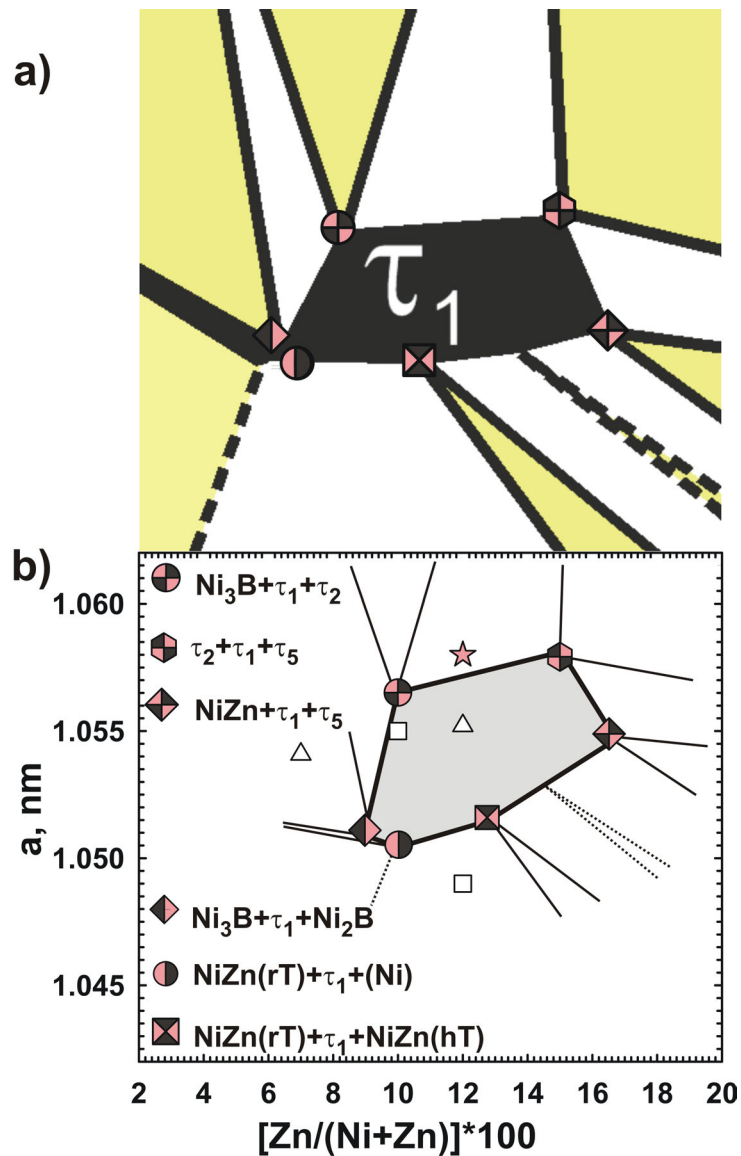 a)
τ1
b)
Ni3B+τ1+τ2
τ2+τ1+τ5
NiZn+τ1+τ5
Ni3B+τ1+Ni2B
NiZn(rT)+τ1+(Ni)
NiZn(rT)+τ1+NiZn(hT)
1.060
1.055
1.050
1.045
a, nm
2 4 6 8 10 12 14 16 18 20
[Zn/(Ni+Zn)]*100